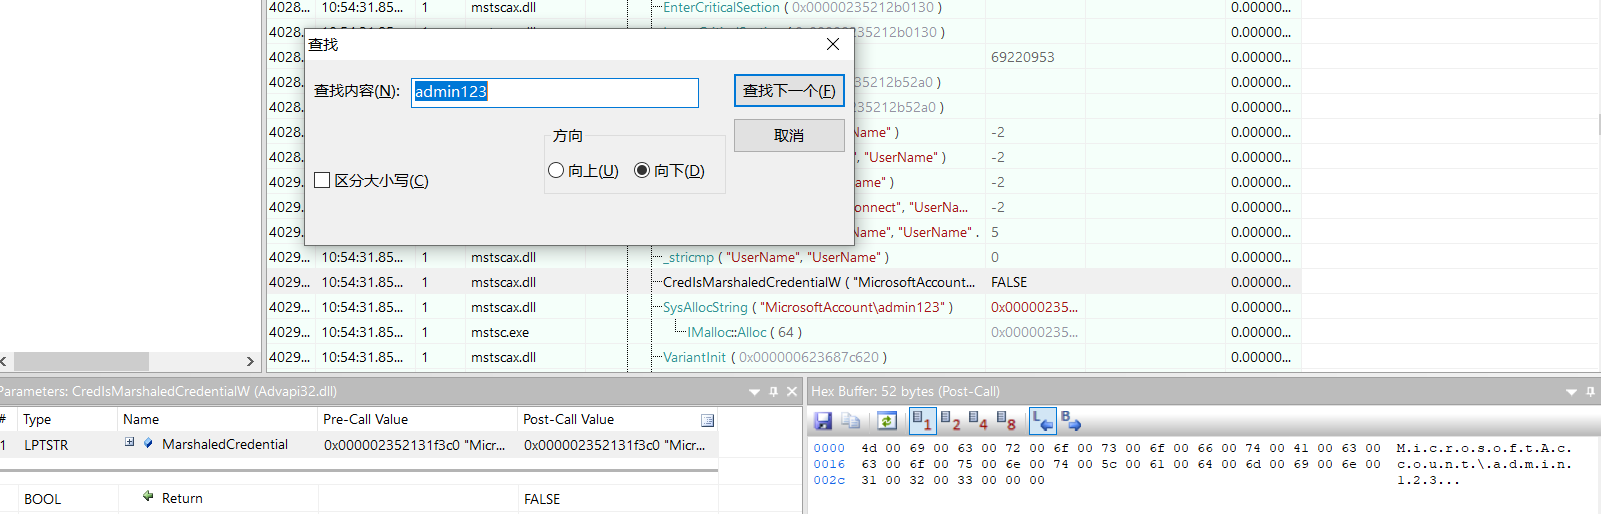 4028... 10:54:31.85... 1 mstscax.dll EnterCriticalSection ( 0x00000235212b0130 ) 0.00000...
4028... 10:54:31.85... 1 mstscax.dll 0.00000...
4028. 69220953 0.00000...
4028. 0.00000...
4028. 0.00000...
4028. Name" ) -2 0.00000...
4028. ", "UserName" ) -2 0.00000...
4029. ame" ) -2 0.00000...
4029. onnect", "UserNa... -2 0.00000...
4029. Name", "UserName" . 5 0.00000...
4029... 10:54:31.85... 1 mstscax.dll _stricmp ( "UserName", "UserName" ) 0 0.00000...
4029... 10:54:31.85... 1 mstscax.dll CredIsMarshaledCredentialW ( "MicrosoftAccount... FALSE 0.00000...
4029... 10:54:31.85... 1 mstscax.dll SysAllocString ( "MicrosoftAccount\admin123" ) 0x00000235... 0.00000...
4029... 10:54:31.85... 1 mstsc.exe IMalloc::Alloc ( 64 ) 0x00000235... 0.00000...
4029... 10:54:31.85... 1 mstscax.dll VariantInit ( 0x000000623687c620 ) 0.00000...
查找
查找内容(N): admin123 查找下一个(F)
取消
方向
向上(U) 向下(D)
区分大小写(C)
Parameters: CredIsMarshaledCredentialW (Advapi32.dll)
# Type Name Pre-Call Value Post-Call Value
1 LPTSTR MarshaledCredential 0x000002352131f3c0 "Micr... 0x000002352131f3c0 "Micr...
BOOL Return FALSE
Hex Buffer: 52 bytes (Post-Call)
1 2 4 8 L B
0000 4d 00 69 00 63 00 72 00 6f 00 73 00 6f 00 66 00 74 00 41 00 63 00 M.i.c.r.o.s.o.f.t.A.c.
0016 63 00 6f 00 75 00 6e 00 74 00 5c 00 61 00 64 00 6d 00 69 00 6e 00 c.o.u.n.t.\.a.d.m.i.n.
002c 31 00 32 00 33 00 00 00 1.2.3...